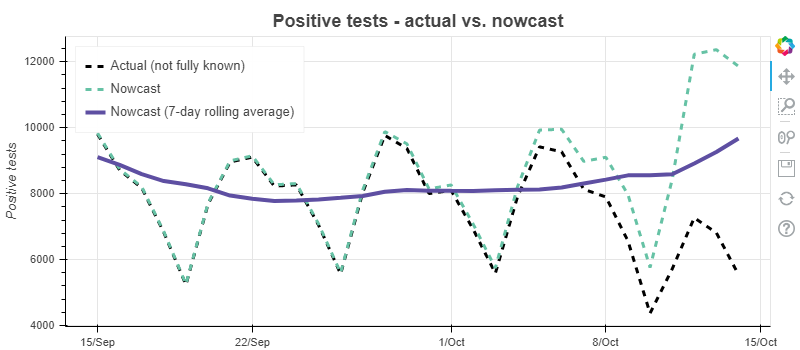 Positive tests - actual vs. nowcast
Actual (not fully known)
Nowcast
Nowcast (7-day rolling average)
Positive tests
12000
10000
8000
6000
4000
15/Sep
22/Sep
1/Oct
8/Oct
15/Oct